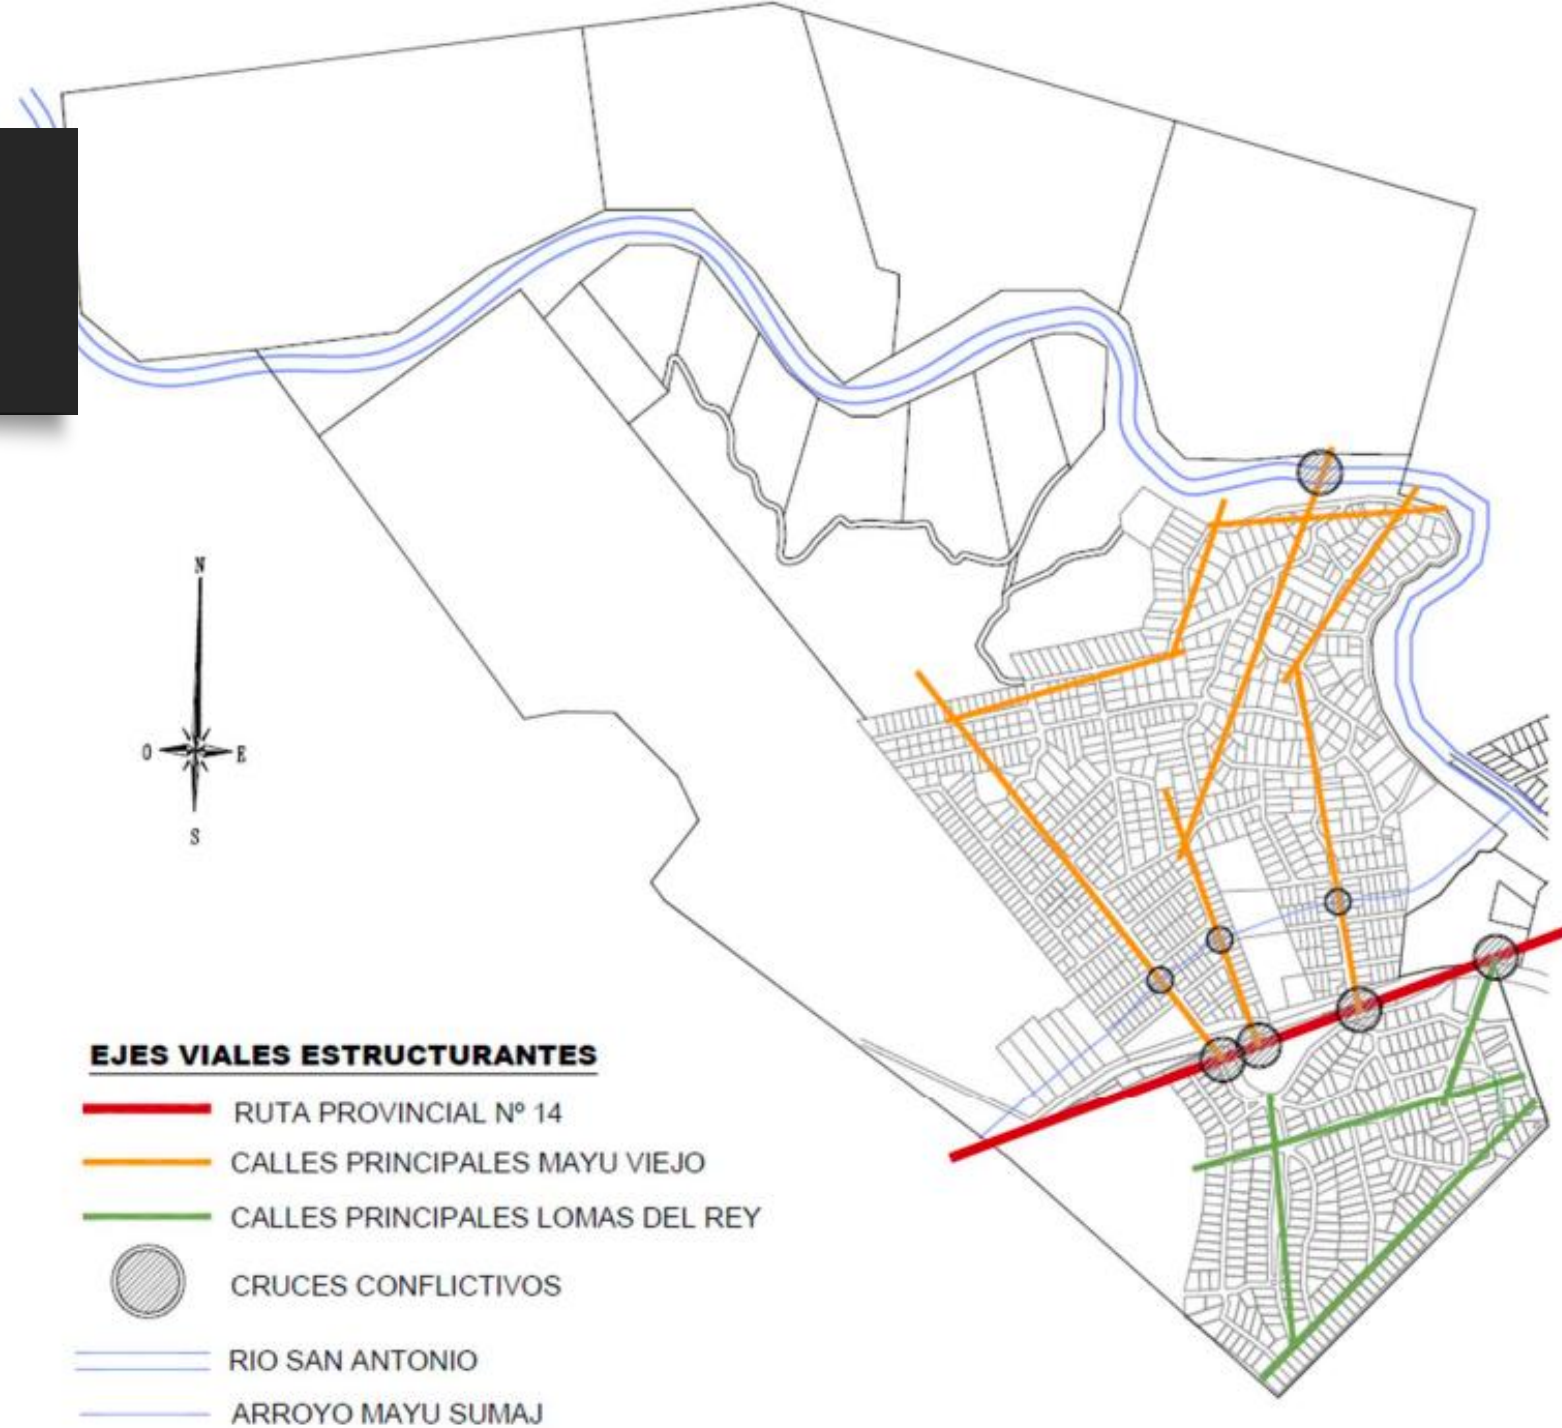 N
O E
S
EJES VIALES ESTRUCTURANTES
RUTA PROVINCIAL Nº 14
CALLES PRINCIPALES MAYU VIEJO
CALLES PRINCIPALES LOMAS DEL REY
CRUCES CONFLICTIVOS
RIO SAN ANTONIO
ARROYO MAYU SUMAJ